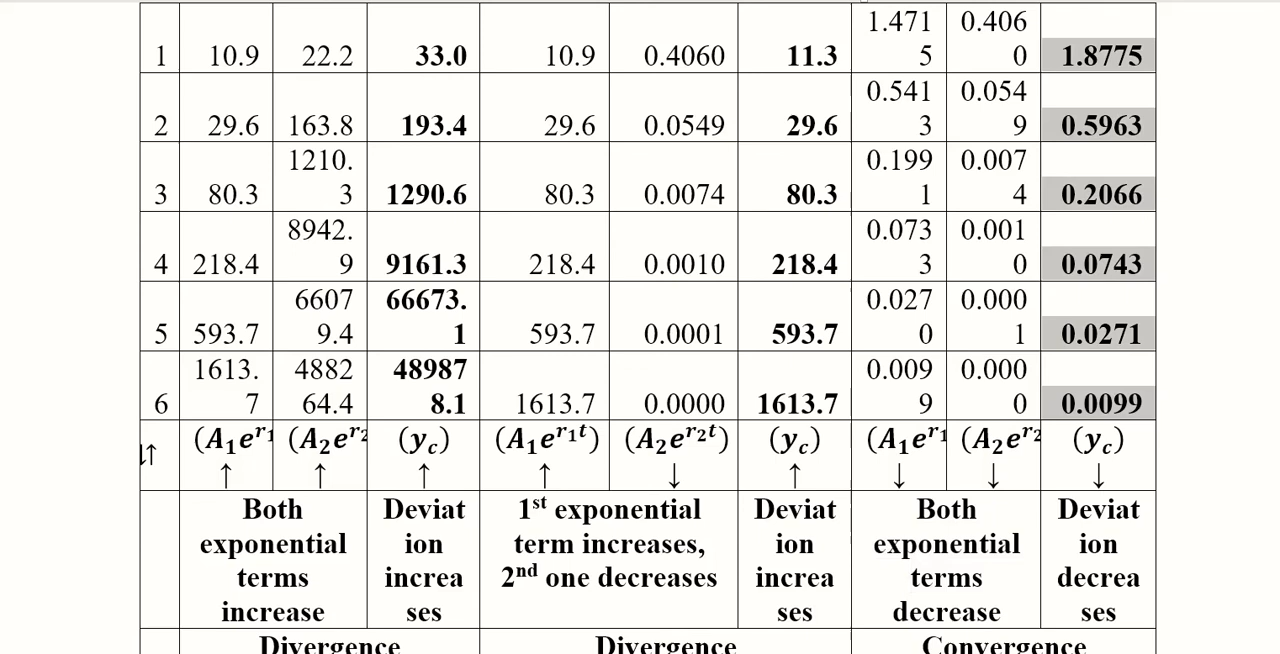 1.471 0.406
1 10.9 22.2 33.0 10.9 0.4060 11.3 5 0 1.8775
0.541 0.054
2 29.6 163.8 193.4 29.6 0.0549 29.6 3 9 0.5963
1210. 0.199 0.007
3 80.3 3 1290.6 80.3 0.0074 80.3 1 4 0.2066
8942. 0.073 0.001
4 218.4 9 9161.3 218.4 0.0010 218.4 3 0 0.0743
6607 66673. 0.027 0.000
5 593.7 9.4 1 593.7 0.0001 593.7 0 1 0.0271
1613. 4882 48987 0.009 0.000
6 7 64.4 8.1 1613.7 0.0000 1613.7 9 0 0.0099
(A₁e^r₁ (A₂e^r₂ (y_c) (A₁e^r₁t) (A₂e^r₂t) (y_c) (A₁e^r₁ (A₂e^r₂ (y_c)
↓↑ ↑ ↑ ↑ ↑ ↓ ↑ ↓ ↓ ↓
Both Deviat 1st exponential Deviat Both Deviat
exponential ion term increases, ion exponential ion
terms increa 2nd one decreases increa terms decrea
increase ses ses decrease ses
Divergence Divergence Convergence